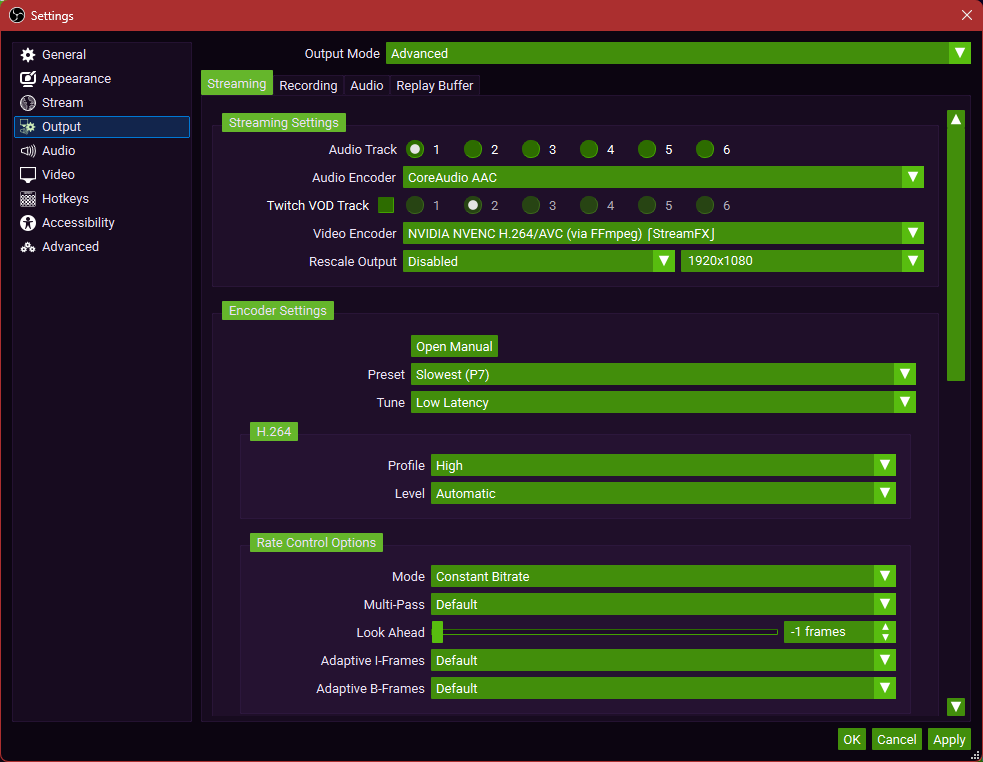 Settings
General
Appearance
Stream
Output
Audio
Video
Hotkeys
Accessibility
Advanced
Output Mode Advanced
Streaming Recording Audio Replay Buffer
Streaming Settings
Audio Track 1 2 3 4 5 6
Audio Encoder CoreAudio AAC
Twitch VOD Track 1 2 3 4 5 6
Video Encoder NVIDIA NVENC H.264/AVC (via FFmpeg) ⌈StreamFX⌋
Rescale Output Disabled 1920x1080
Encoder Settings
Open Manual
Preset Slowest (P7)
Tune Low Latency
H.264
Profile High
Level Automatic
Rate Control Options
Mode Constant Bitrate
Multi-Pass Default
Look Ahead -1 frames
Adaptive I-Frames Default
Adaptive B-Frames Default
OK Cancel Apply